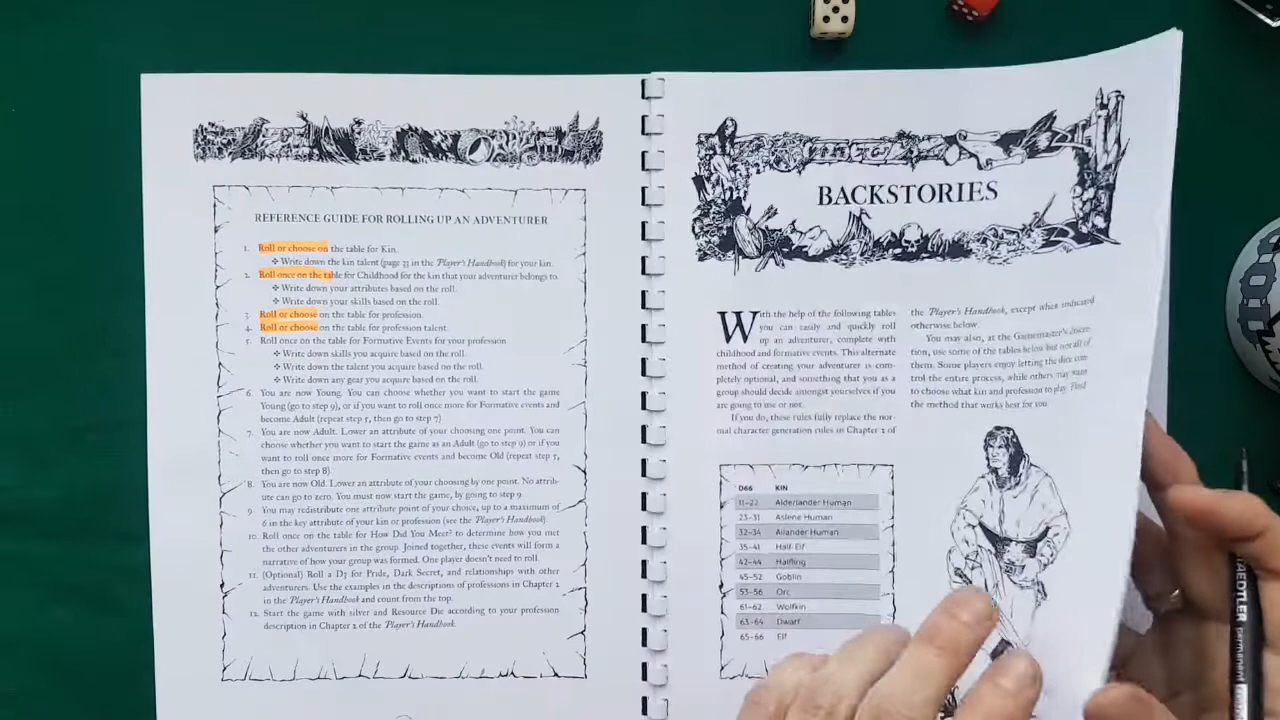 REFERENCE GUIDE FOR ROLLING UP AN ADVENTURER
1. Roll or choose on the table for Kin.
❖ Write down the kin talent (page 23 in the Player's Handbook) for your kin.
2. Roll once on the table for Childhood for the kin that your adventurer belongs to.
❖ Write down your attributes based on the roll.
❖ Write down your skills based on the roll.
3. Roll or choose on the table for profession.
4. Roll or choose on the table for profession talent.
5. Roll once on the table for Formative Events for your profession
❖ Write down skills you acquire based on the roll.
❖ Write down the talent you acquire based on the roll.
❖ Write down any gear you acquire based on the roll.
6. You are now Young. You can choose whether you want to start the game
Young (go to step 9), or if you want to roll once more for Formative events and
become Adult (repeat step 5, then go to step 7)
7. You are now Adult. Lower an attribute of your choosing by one point. You can
choose whether you want to start the game as an Adult (go to step 9) or if you
want to roll once more for Formative events and become Old (repeat step 5,
then go to step 8).
8. You are now Old. Lower an attribute of your choosing by one point. No attrib-
ute can go to zero. You must now start the game, by going to step 9.
9. You may redistribute one attribute point of your choice, up to a maximum of
6 in the key attribute of your kin or profession (see the Player's Handbook)
10. Roll once on the table for How Did You Meet? to determine how you met
the other adventurers in the group. Joined together, these events will form a
narrative of how your group was formed. One player doesn't need to roll.
11. (Optional) Roll a D3 for Pride, Dark Secret, and relationships with other
adventurers. Use the examples in the descriptions of professions in Chapter 2
in the Player's Handbook and count from the top.
12. Start the game with silver and Resource Die according to your profession
description in Chapter 2 of the Player's Handbook.
BACKSTORIES
With the help of the following tables
you can easily and quickly roll
up an adventurer, complete with
childhood and formative events. This alternate
method of creating your adventurer is com-
pletely optional, and something that you as a
group should decide amongst yourselves if you
are going to use or not.
If you do, these rules fully replace the nor-
mal character generation rules in Chapter 2 of
the Player's Handbook, except when indicated
otherwise below.
You may also, at the Gamemaster's discre-
tion, use some of the tables below but not all of
them. Some players enjoy letting the dice con-
trol the entire process, while others may want
to choose what kin and profession to play. Find
the method that works best for you.
D66 KIN
11–22 Alderlander Human
23–31 Aslene Human
32–34 Ailander Human
35–41 Half-Elf
42–44 Halfling
45–52 Goblin
53–56 Orc
61–62 Wolfkin
63–64 Dwarf
65–66 Elf